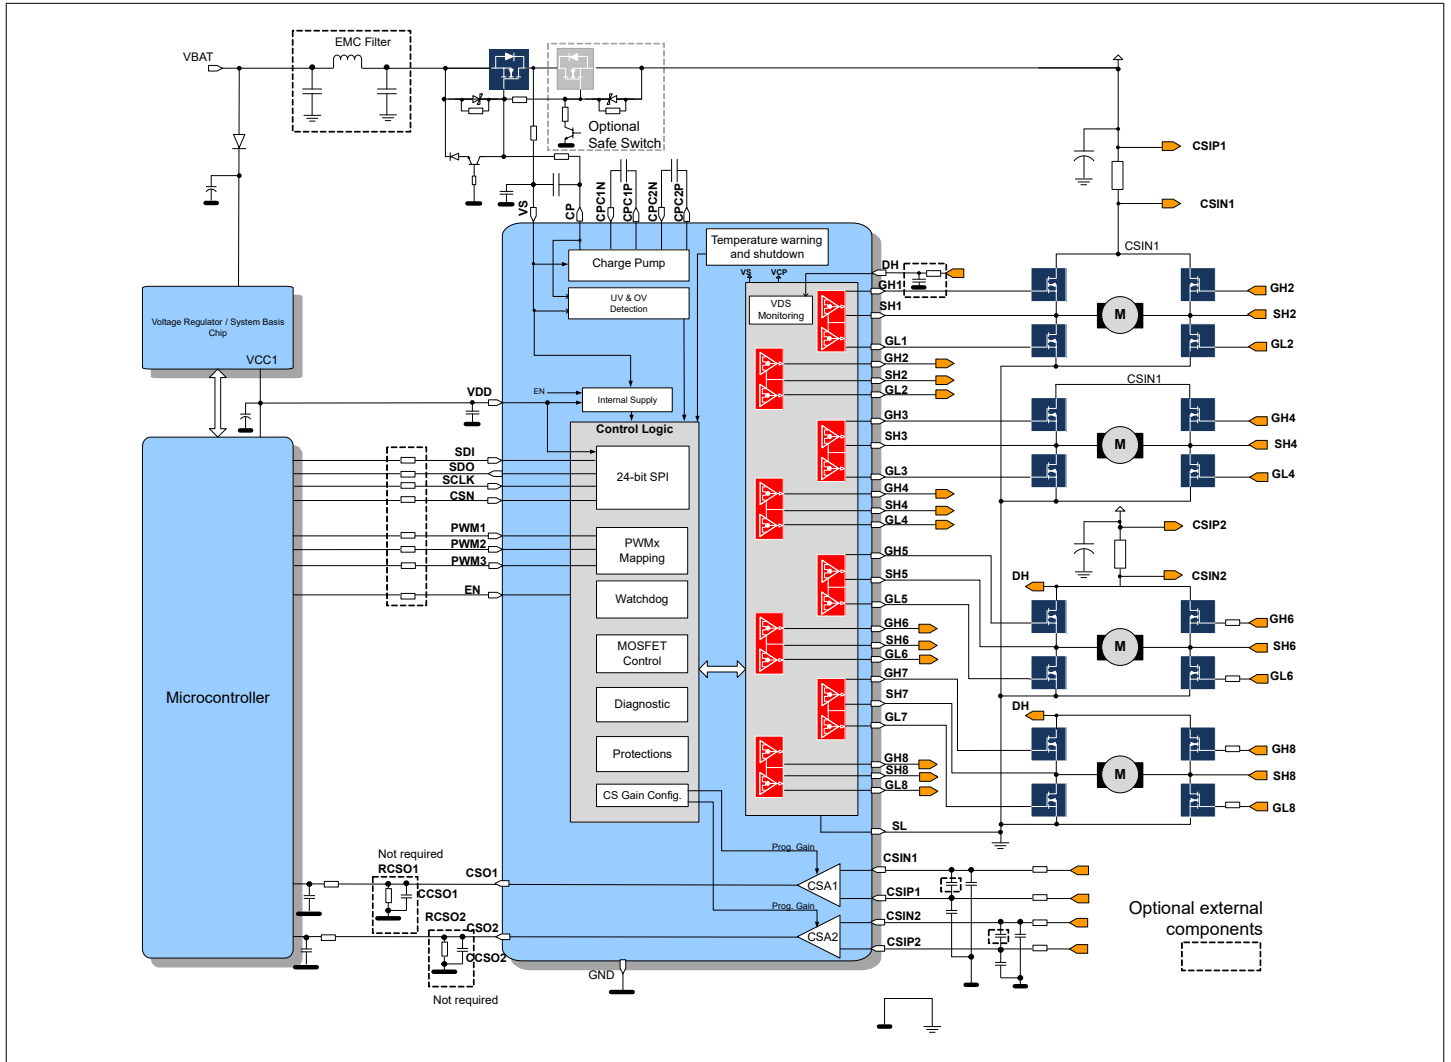 EMC Filter
VBAT
Optional
Safe Switch
CSIP1
CSIN1
VS
CP
CPC1N
CPC1P
CPC2N
CPC2P
Temperature warning
and shutdown
Charge Pump
UV & OV
Detection
VS
VCP
DH
VDS
Monitoring
CSIN1
GH1
SH1
GL1
GH2
SH2
GL2
GH2
SH2
GL2
Voltage Regulator / System Basis
Chip
VCC1
VDD
EN
Internal Supply
Control Logic
24-bit SPI
SDI
SDO
SCLK
CSN
PWM1
PWM2
PWM3
EN
PWMx
Mapping
Watchdog
MOSFET
Control
Diagnostic
Protections
CS Gain Config.
Microcontroller
CSIN1
GH3
SH3
GL3
GH4
SH4
GL4
GH4
SH4
GL4
CSIP2
CSIN2
DH
GH5
SH5
GL5
GH6
SH6
GL6
GH6
SH6
GL6
DH
GH7
SH7
GL7
GH8
SH8
GL8
GH8
SH8
GL8
M
M
M
M
SL
Prog. Gain
CSA1
CSIN1
CSIP1
Prog. Gain
CSA2
CSIN2
CSIP2
Not required
RCSO1
CCSO1
CSO1
RCSO2
CSO2
CCSO2
Not required
GND
Optional external
components